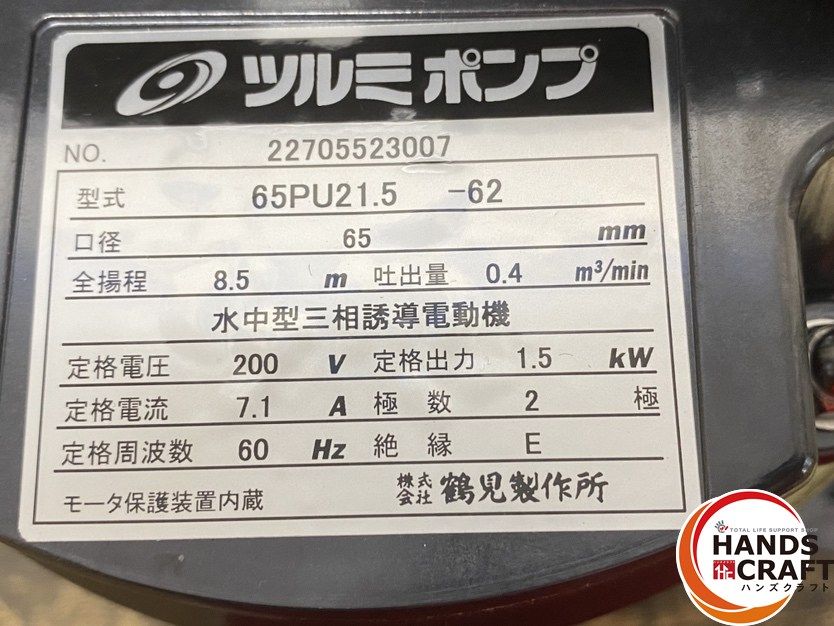 ツルミポンプ
NO. 22705523007
型式 65PU21.5 -62
口径 65 mm
全揚程 8.5 m 吐出量 0.4 m³/min
水中型三相誘導電動機
定格電圧 200 V 定格出力 1.5 kW
定格電流 7.1 A 極数 2 極
定格周波数 60 Hz 絶縁 E
モータ保護装置内蔵 株式会社 鶴見製作所
TOTAL LIFE SUPPORT SHOP
HANDS
CRAFT
ハンズクラフト